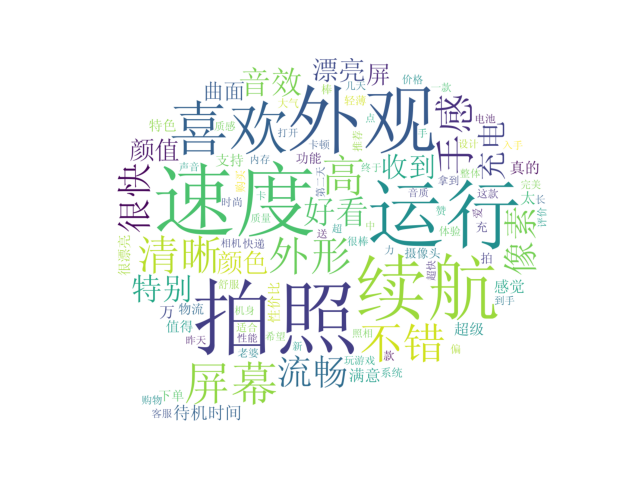 漂亮
屏
价格
音效
棒
几天
一款
曲面
大气
轻薄
喜欢
外观
手感
充电
点
手
电池
特色
质感
打开
卡顿
推荐
设计
入手
颜值
支持
内存
功能
终于
收到
整体
真的
声音
很快
购买
卡
第二天
高
音质
拿到
这款
完美
太
长
时尚
速度
好看
运行
赞
爱
评价
质量
中
体验
充
像素
很漂亮
清晰
相机
快递
超
送
很棒
力
摄像头
超快
拍
外形
颜色
特别
舒服
性价比
续航
感觉
到手
万
物流
机身
拍照
值得
适合
性能
希望
新
照相
款
不错
超级
昨天
老婆
偏
屏幕
流畅
玩游戏
满意
系统
购物
下单
客服
待机时间